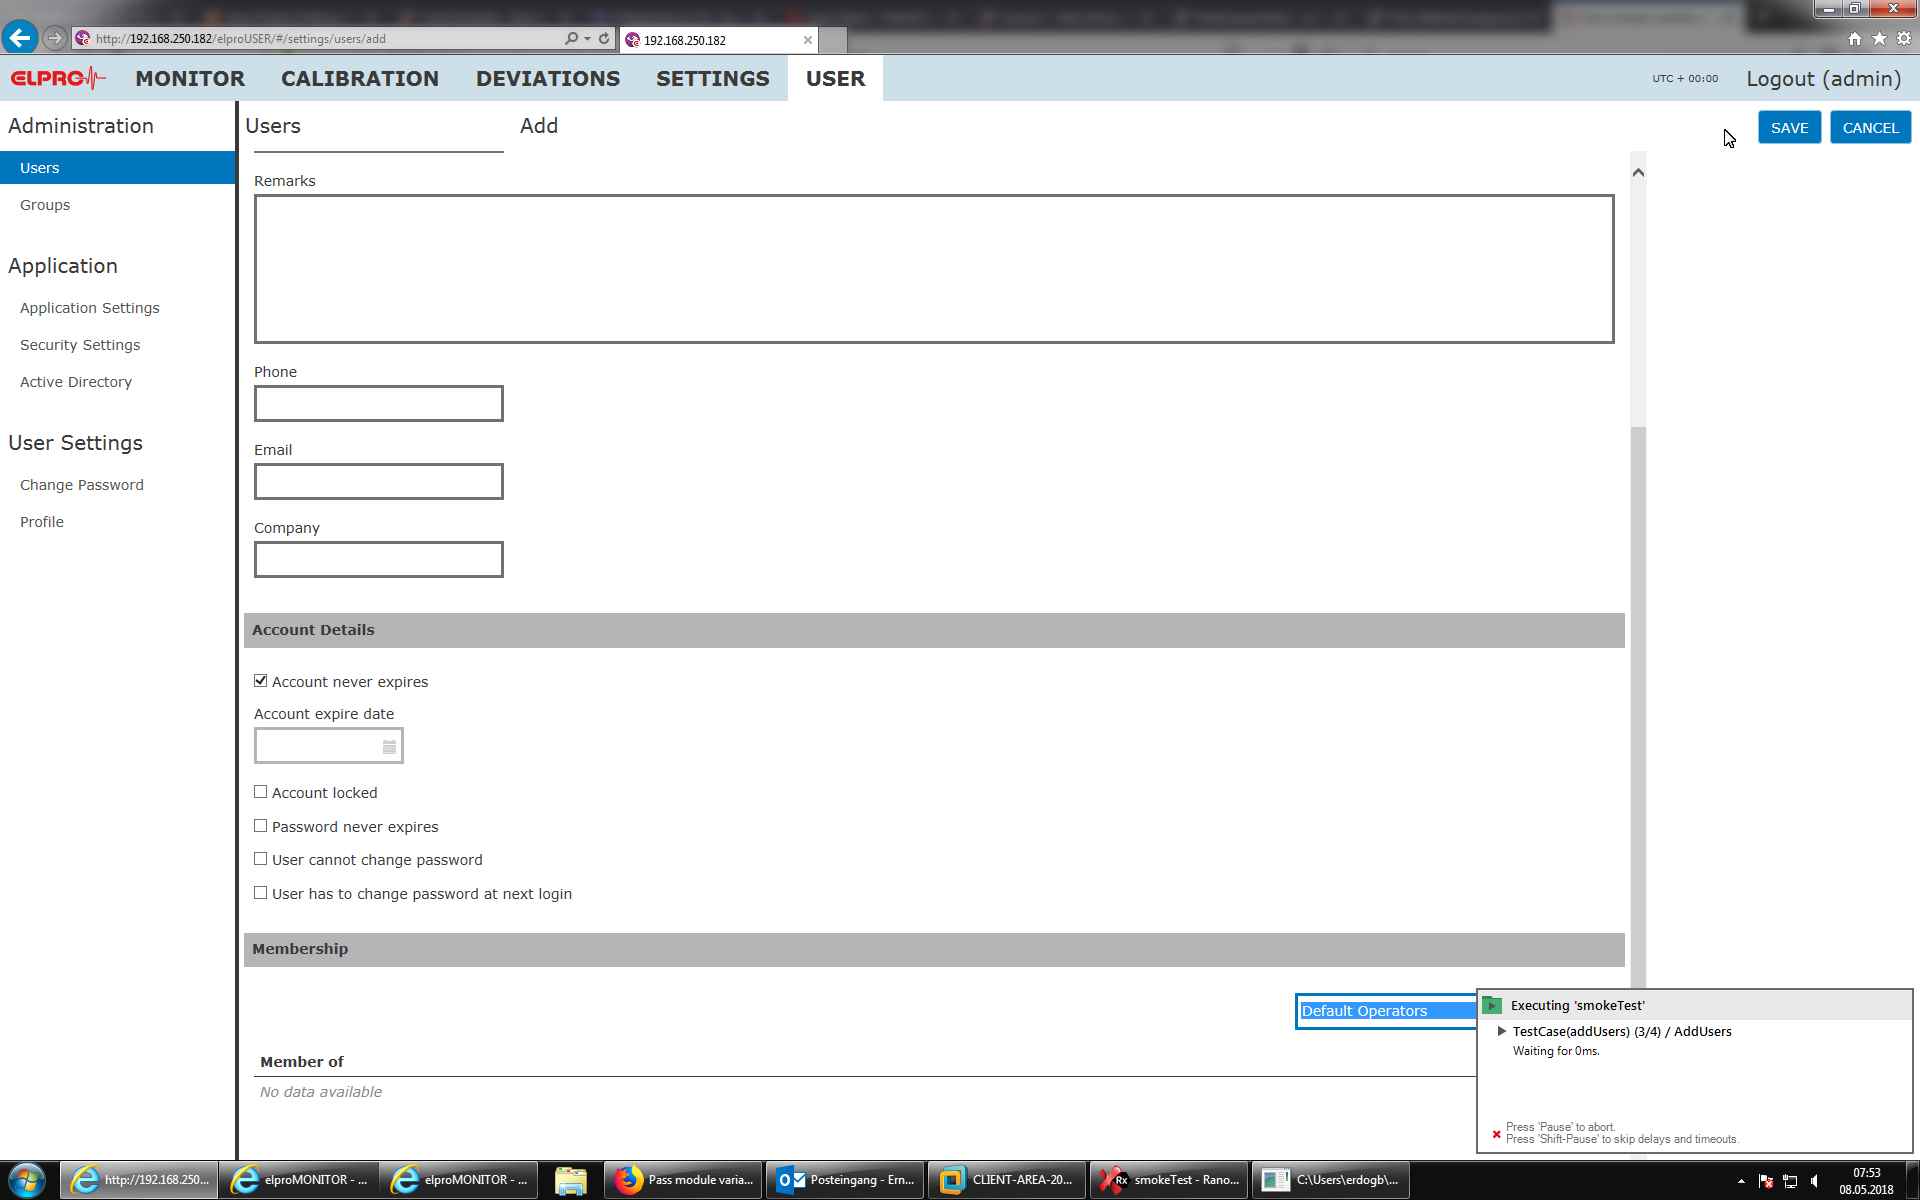 http://192.168.250.182/elproUSER/#/settings/users/add
192.168.250.182
ELPRO
MONITOR
CALIBRATION
DEVIATIONS
SETTINGS
USER
UTC + 00:00
Logout (admin)
Administration
Users
Groups
Application
Application Settings
Security Settings
Active Directory
User Settings
Change Password
Profile
Users
Add
SAVE
CANCEL
Remarks
Phone
Email
Company
Account Details
Account never expires
Account expire date
Account locked
Password never expires
User cannot change password
User has to change password at next login
Membership
Default Operators
Member of
No data available
Executing 'smokeTest'
TestCase(addUsers) (3/4) / AddUsers
Waiting for 0ms.
Press 'Pause' to abort.
Press 'Shift-Pause' to skip delays and timeouts.
http://192.168.250...
elproMONITOR - ...
elproMONITOR - ...
Pass module varia...
Posteingang - Ern...
CLIENT-AREA-20...
Rx
smokeTest - Rano...
C:\Users\erdogb\...
07:53
08.05.2018